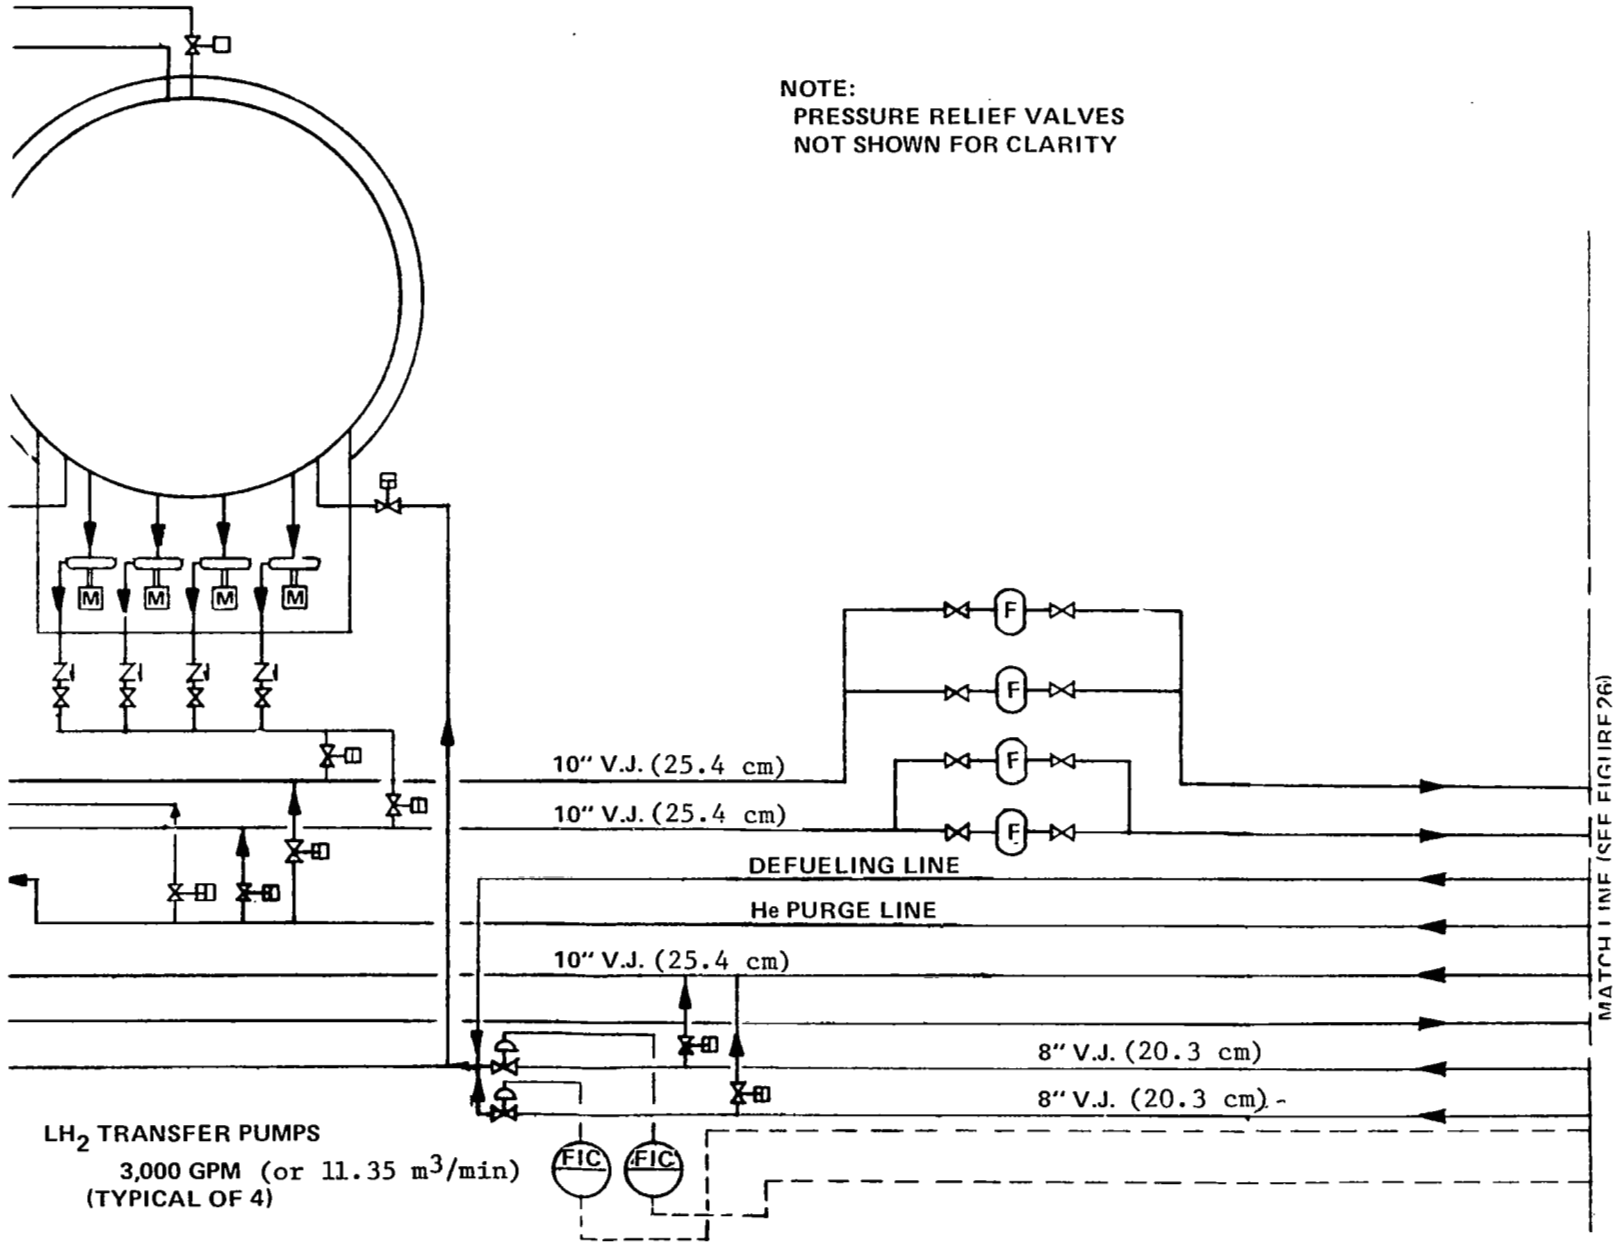 NOTE:
PRESSURE RELIEF VALVES
NOT SHOWN FOR CLARITY
M M M M
F
F
10" V.J. (25.4 cm)
F
10" V.J. (25.4 cm)
F
DEFUELING LINE
He PURGE LINE
10" V.J. (25.4 cm)
8" V.J. (20.3 cm)
8" V.J. (20.3 cm)
MATCH LINE (SEE FIGURE 26)
LH2 TRANSFER PUMPS
3,000 GPM (or 11.35 m3/min)
(TYPICAL OF 4)
FIC FIC